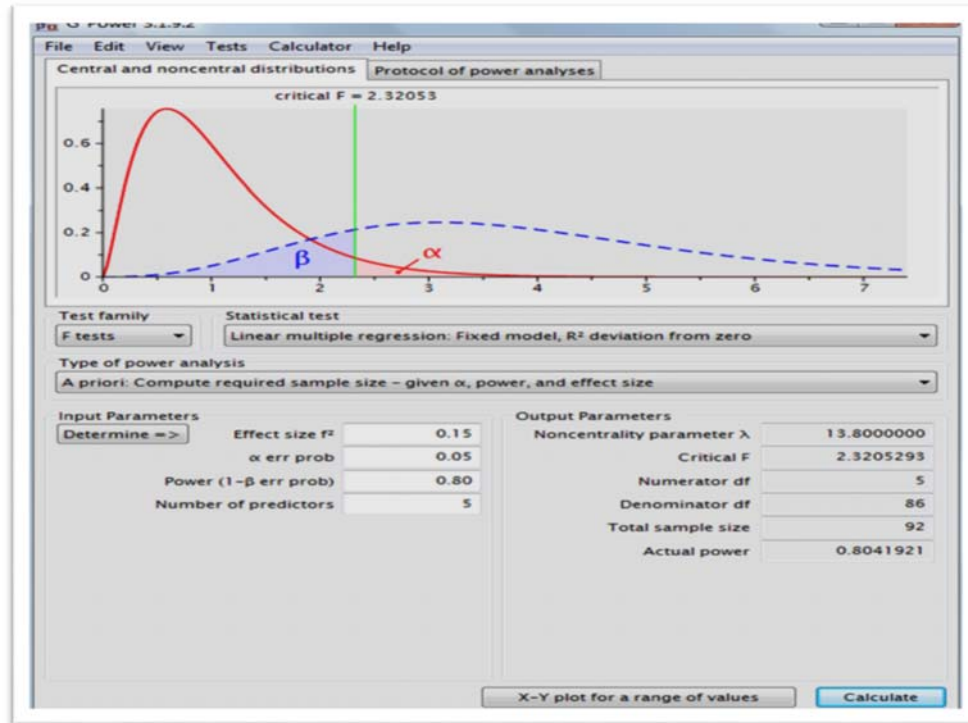 G*Power 3.1.9.2
File Edit View Tests Calculator Help
Central and noncentral distributions Protocol of power analyses
critical F = 2.32053
0.6
0.4
0.2
0
β
α
0 1 2 3 4 5 6 7
Test family Statistical test
F tests Linear multiple regression: Fixed model, R² deviation from zero
Type of power analysis
A priori: Compute required sample size – given α, power, and effect size
Input Parameters Output Parameters
Determine => Effect size f² 0.15 Noncentrality parameter λ 13.8000000
α err prob 0.05 Critical F 2.3205293
Power (1-β err prob) 0.80 Numerator df 5
Number of predictors 5 Denominator df 86
Total sample size 92
Actual power 0.8041921
X-Y plot for a range of values Calculate